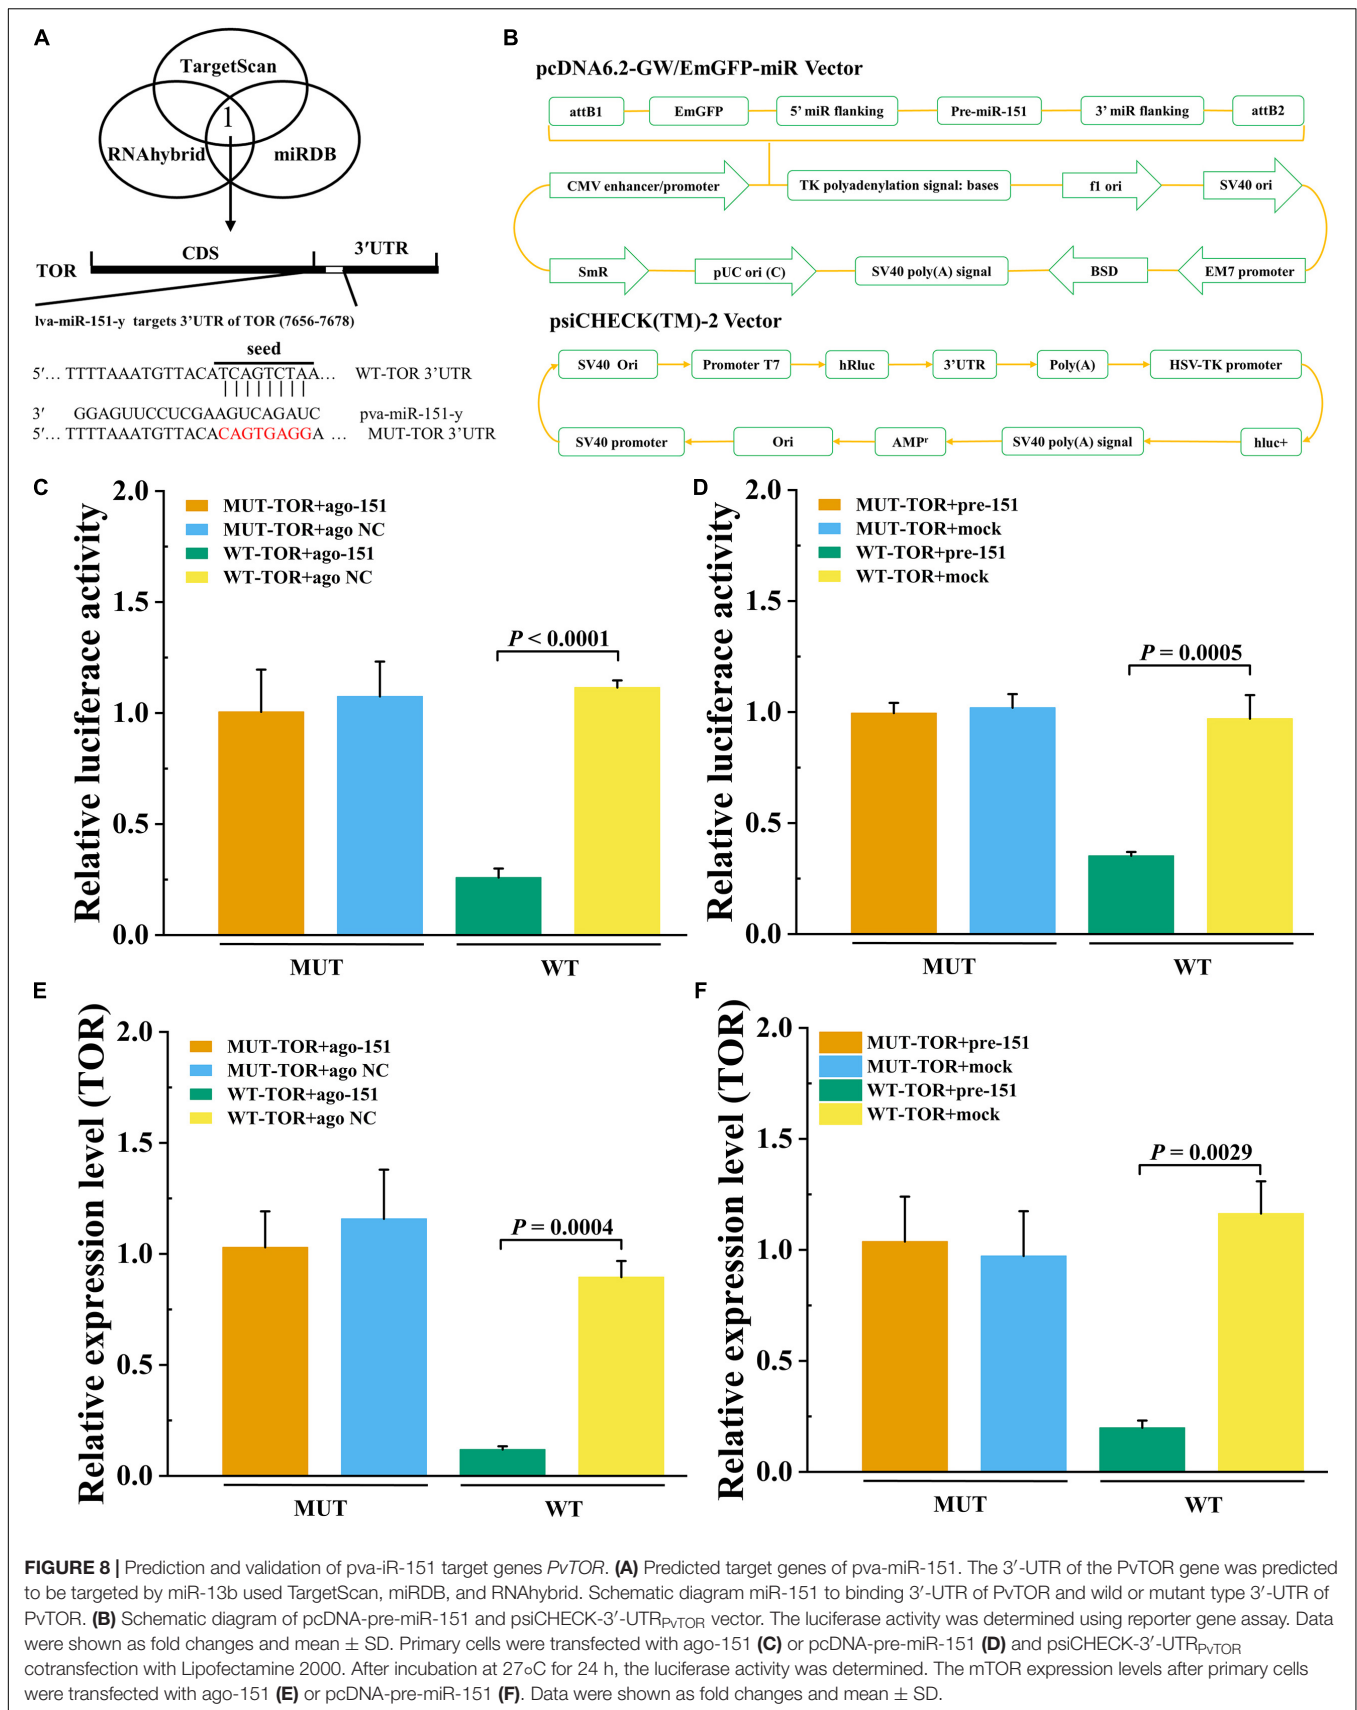 A
TargetScan
1
RNAhybrid
miRDB
CDS
3′UTR
TOR
lva-miR-151-y targets 3′UTR of TOR (7656-7678)
seed
5′… TTTTAAATGTTACATCAGTCTAA… WT-TOR 3′UTR
3′ GGAGUUCCUCGAAGUCAGAUC pva-miR-151-y
5′… TTTTAAATGTTACACAGTGAGGA … MUT-TOR 3′UTR
B
pcDNA6.2-GW/EmGFP-miR Vector
attB1
EmGFP
5′ miR flanking
Pre-miR-151
3′ miR flanking
attB2
CMV enhancer/promoter
TK polyadenylation signal: bases
f1 ori
SV40 ori
SmR
pUC ori (C)
SV40 poly(A) signal
BSD
EM7 promoter
psiCHECK(TM)-2 Vector
SV40 Ori
Promoter T7
hRluc
3′UTR
Poly(A)
HSV-TK promoter
SV40 promoter
Ori
AMPʳ
SV40 poly(A) signal
hluc+
C
Relative luciferace activity
2.0
1.5
1.0
0.5
0.0
MUT-TOR+ago-151
MUT-TOR+ago NC
WT-TOR+ago-151
WT-TOR+ago NC
P < 0.0001
MUT
WT
D
Relative luciferace activity
2.0
1.5
1.0
0.5
0.0
MUT-TOR+pre-151
MUT-TOR+mock
WT-TOR+pre-151
WT-TOR+mock
P = 0.0005
MUT
WT
E
Relative expression level (TOR)
2.0
1.5
1.0
0.5
0.0
MUT-TOR+ago-151
MUT-TOR+ago NC
WT-TOR+ago-151
WT-TOR+ago NC
P = 0.0004
MUT
WT
F
Relative expression level (TOR)
2.0
1.5
1.0
0.5
0.0
MUT-TOR+pre-151
MUT-TOR+mock
WT-TOR+pre-151
WT-TOR+mock
P = 0.0029
MUT
WT
FIGURE 8 | Prediction and validation of pva-iR-151 target genes PvTOR. (A) Predicted target genes of pva-miR-151. The 3′-UTR of the PvTOR gene was predicted
to be targeted by miR-13b used TargetScan, miRDB, and RNAhybrid. Schematic diagram miR-151 to binding 3′-UTR of PvTOR and wild or mutant type 3′-UTR of
PvTOR. (B) Schematic diagram of pcDNA-pre-miR-151 and psiCHECK-3′-UTRPvTOR vector. The luciferase activity was determined using reporter gene assay. Data
were shown as fold changes and mean ± SD. Primary cells were transfected with ago-151 (C) or pcDNA-pre-miR-151 (D) and psiCHECK-3′-UTRPvTOR
cotransfection with Lipofectamine 2000. After incubation at 27∘C for 24 h, the luciferase activity was determined. The mTOR expression levels after primary cells
were transfected with ago-151 (E) or pcDNA-pre-miR-151 (F). Data were shown as fold changes and mean ± SD.